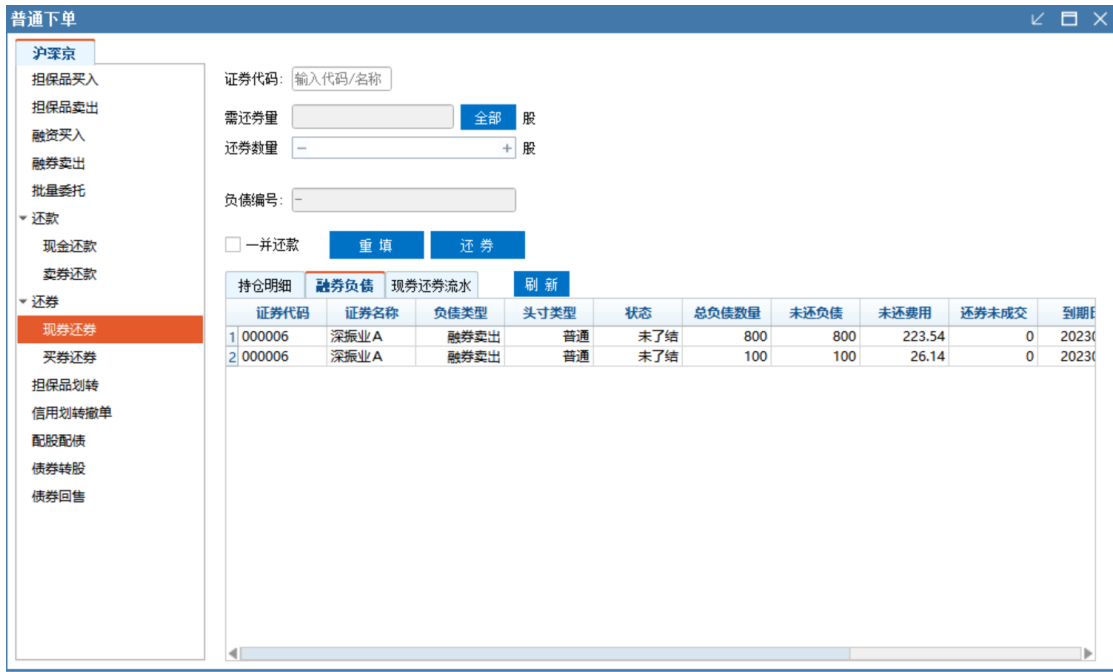 普通下单
沪深京
担保品买入
担保品卖出
融资买入
融券卖出
批量委托
还款
现金还款
卖券还款
还券
现券还券
买券还券
担保品划转
信用划转撤单
配股配债
债券转股
债券回售
证券代码: 输入代码/名称
需还券量 全部 股
还券数量 − + 股
负债编号: −
一并还款 重填 还券
持仓明细 融券负债 现券还券流水 刷新
证券代码 证券名称 负债类型 头寸类型 状态 总负债数量 未还负债 未还费用 还券未成交 到期
1 000006 深振业A 融券卖出 普通 未了结 800 800 223.54 0 2023
2 000006 深振业A 融券卖出 普通 未了结 100 100 26.14 0 2023